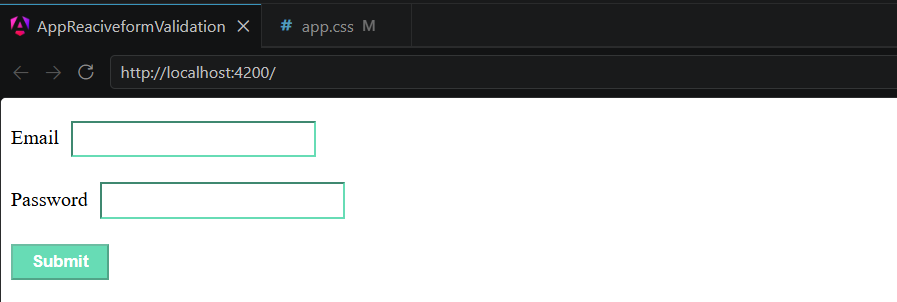 AppReaciveformValidation # app.css M
http://localhost:4200/
Email
Password
Submit